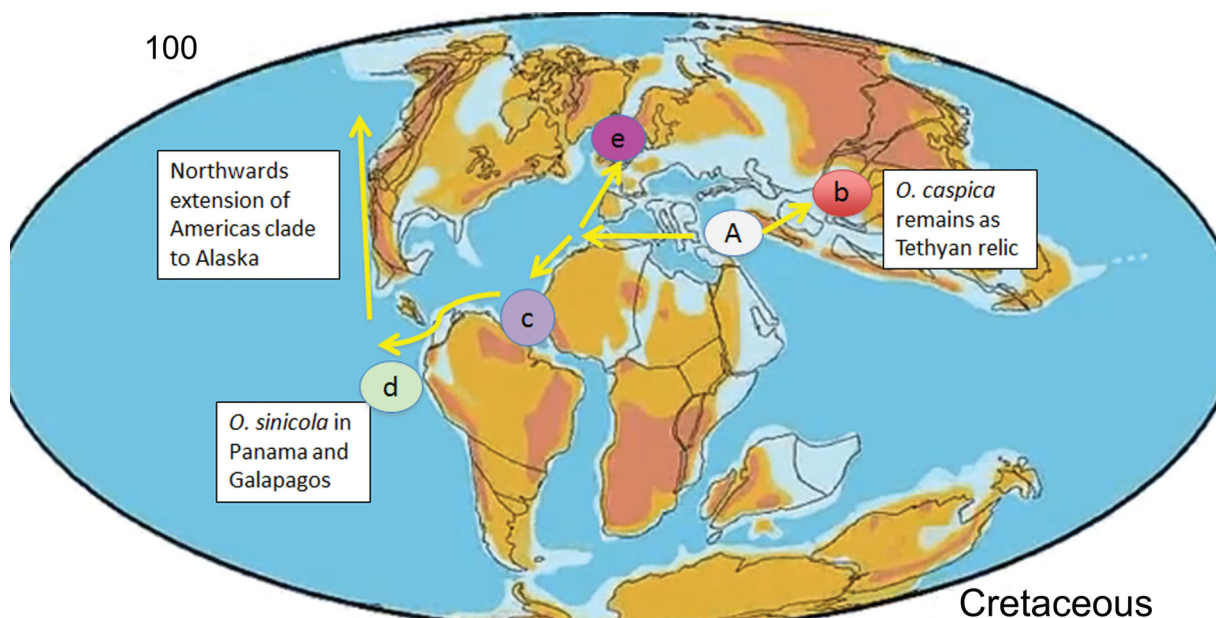 100
e
Northwards
extension of
Americas clade
to Alaska
b
O. caspica
remains as
Tethyan relic
A
c
d
O. sinicola in
Panama and
Galapagos
Cretaceous